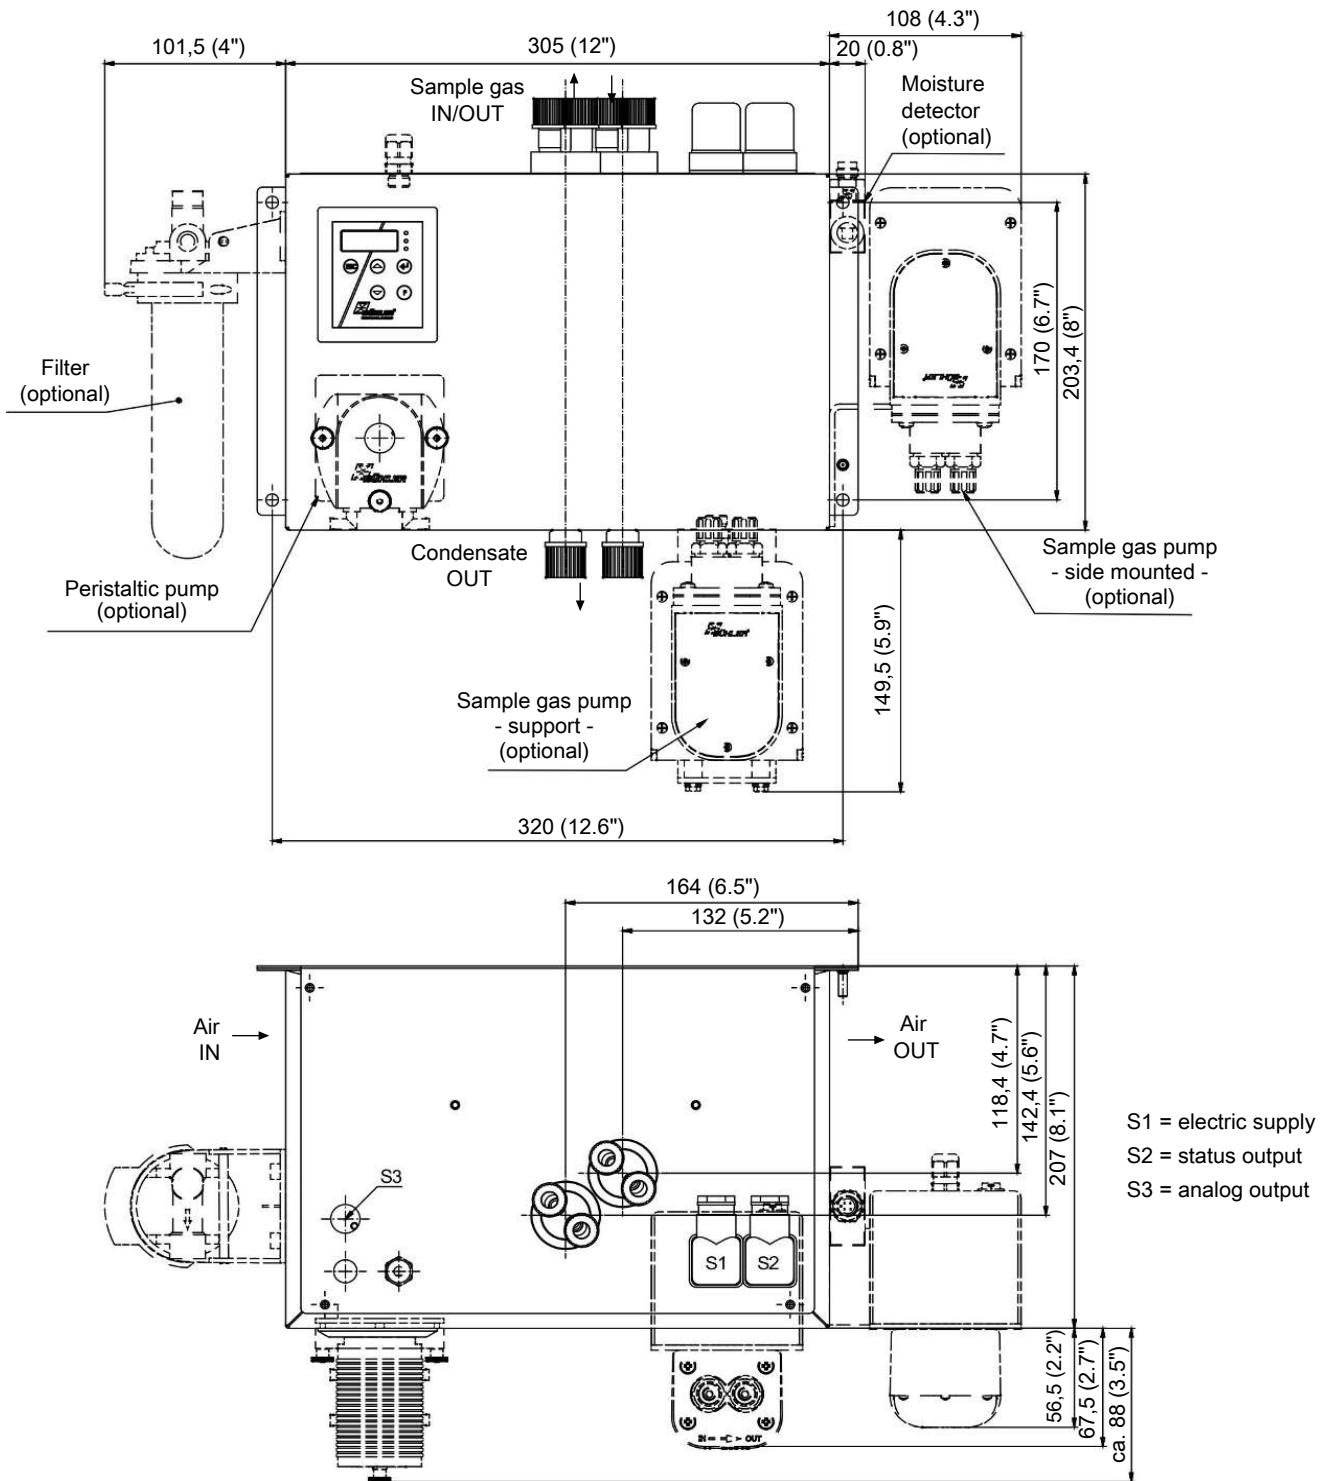 108 (4.3")
101,5 (4")
305 (12")
20 (0.8")
Sample gas
IN/OUT
Moisture
detector
(optional)
170 (6.7")
203,4 (8")
Filter
(optional)
Condensate
OUT
Peristaltic pump
(optional)
Sample gas pump
- side mounted -
(optional)
149,5 (5.9")
Sample gas pump
- support -
(optional)
320 (12.6")
164 (6.5")
132 (5.2")
Air
IN
Air
OUT
118,4 (4.7")
142,4 (5.6")
207 (8.1")
S1 = electric supply
S2 = status output
S3 = analog output
S3
S1
S2
56,5 (2.2")
67,5 (2.7")
ca. 88 (3.5")
IN
OUT